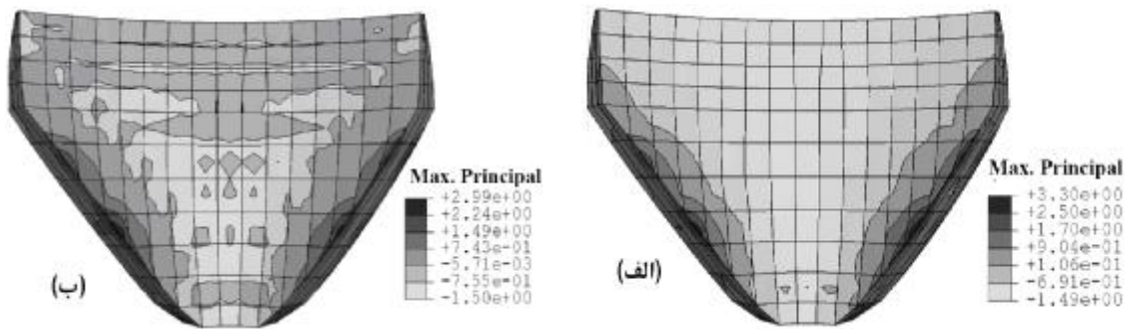 Max. Principal
+2.99e+00
+2.24e+00
+1.49e+00
+7.43e-01
-5.71e-03
-7.55e-01
-1.50e+00
(ب)
Max. Principal
+3.30e+00
+2.50e+00
+1.70e+00
+9.04e-01
+1.06e-01
-6.91e-01
-1.49e+00
(الف)